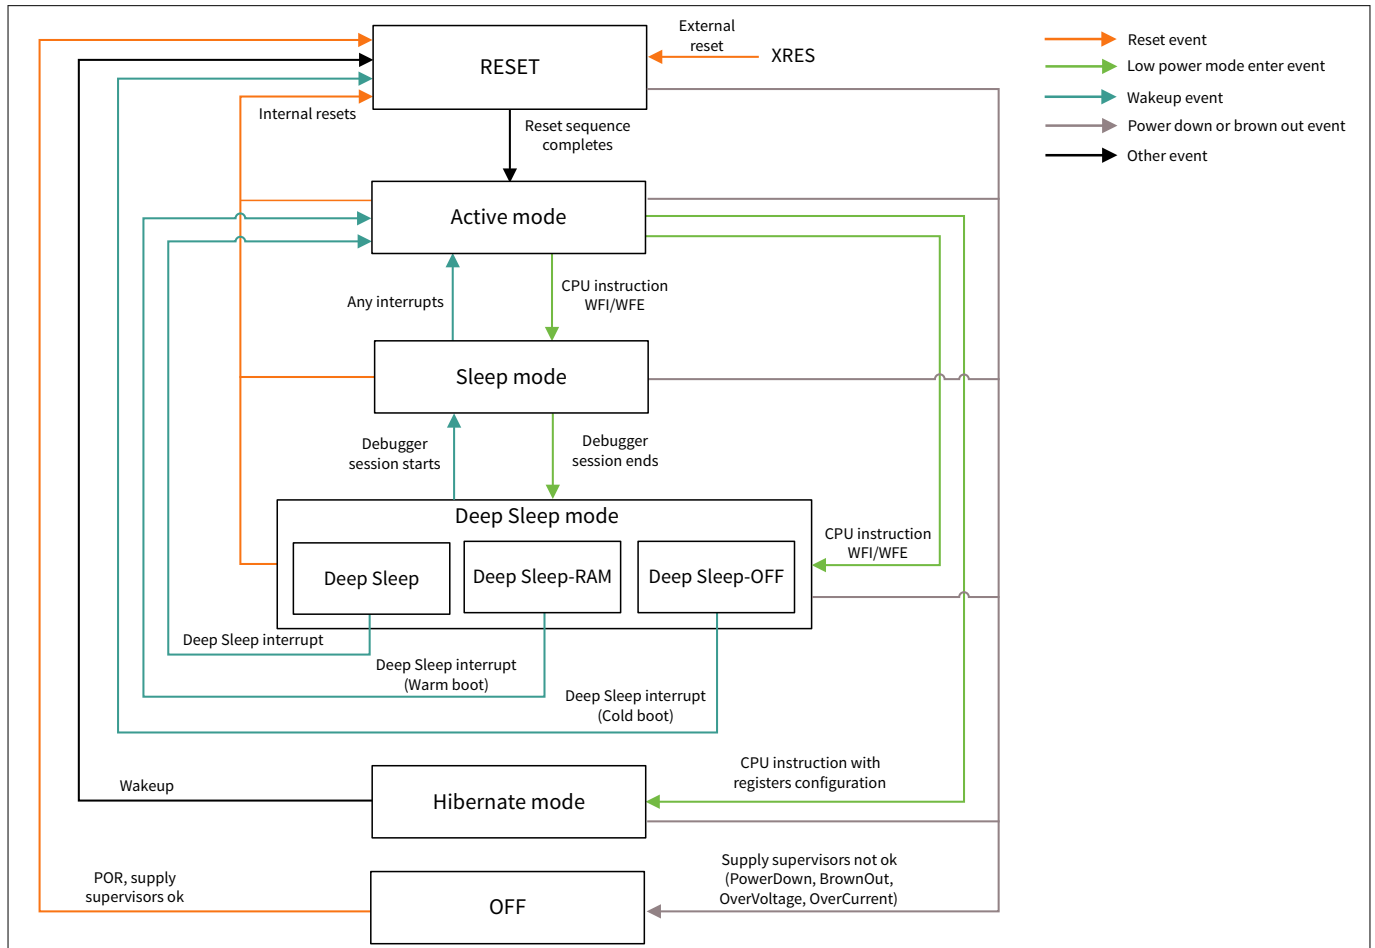 External
reset
XRES
RESET
Internal resets
Reset sequence
completes
Reset event
Low power mode enter event
Wakeup event
Power down or brown out event
Other event
Active mode
Any interrupts
CPU instruction
WFI/WFE
Sleep mode
Debugger
session starts
Debugger
session ends
Deep Sleep mode
Deep Sleep
Deep Sleep-RAM
Deep Sleep-OFF
CPU instruction
WFI/WFE
Deep Sleep interrupt
Deep Sleep interrupt
(Warm boot)
Deep Sleep interrupt
(Cold boot)
CPU instruction with
registers configuration
Wakeup
Hibernate mode
POR, supply
supervisors ok
OFF
Supply supervisors not ok
(PowerDown, BrownOut,
OverVoltage, OverCurrent)